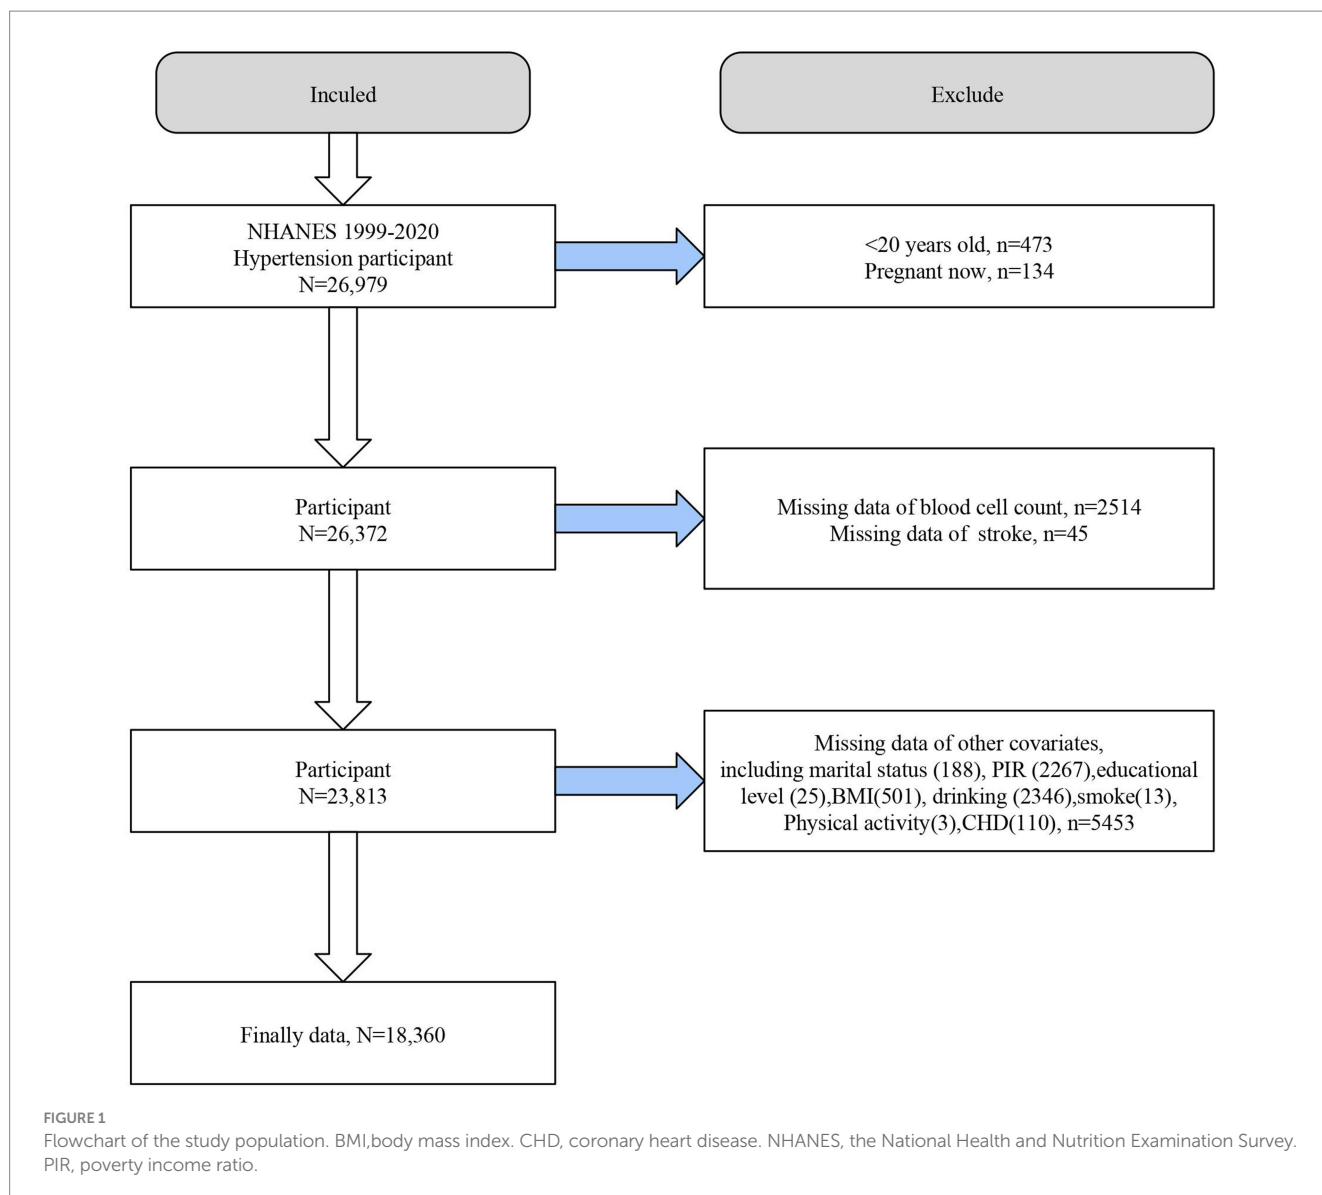 Inculed
Exclude
NHANES 1999-2020
Hypertension participant
N=26,979
<20 years old, n=473
Pregnant now, n=134
Participant
N=26,372
Missing data of blood cell count, n=2514
Missing data of stroke, n=45
Participant
N=23,813
Missing data of other covariates,
including marital status (188), PIR (2267),educational
level (25),BMI(501), drinking (2346),smoke(13),
Physical activity(3),CHD(110), n=5453
Finally data, N=18,360
FIGURE 1
Flowchart of the study population. BMI,body mass index. CHD, coronary heart disease. NHANES, the National Health and Nutrition Examination Survey.
PIR, poverty income ratio.